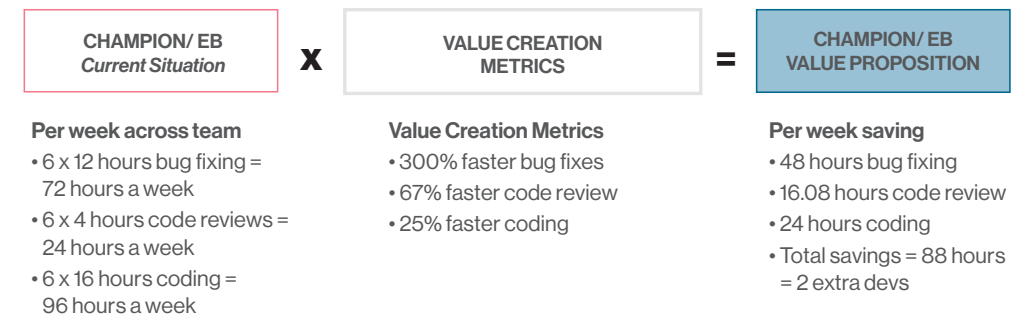 CHAMPION/ EB
Current Situation
X
VALUE CREATION
METRICS
=
CHAMPION/ EB
VALUE PROPOSITION
Per week across team
• 6 x 12 hours bug fixing =
72 hours a week
• 6 x 4 hours code reviews =
24 hours a week
• 6 x 16 hours coding =
96 hours a week
Value Creation Metrics
• 300% faster bug fixes
• 67% faster code review
• 25% faster coding
Per week saving
• 48 hours bug fixing
• 16.08 hours code review
• 24 hours coding
• Total savings = 88 hours
= 2 extra devs